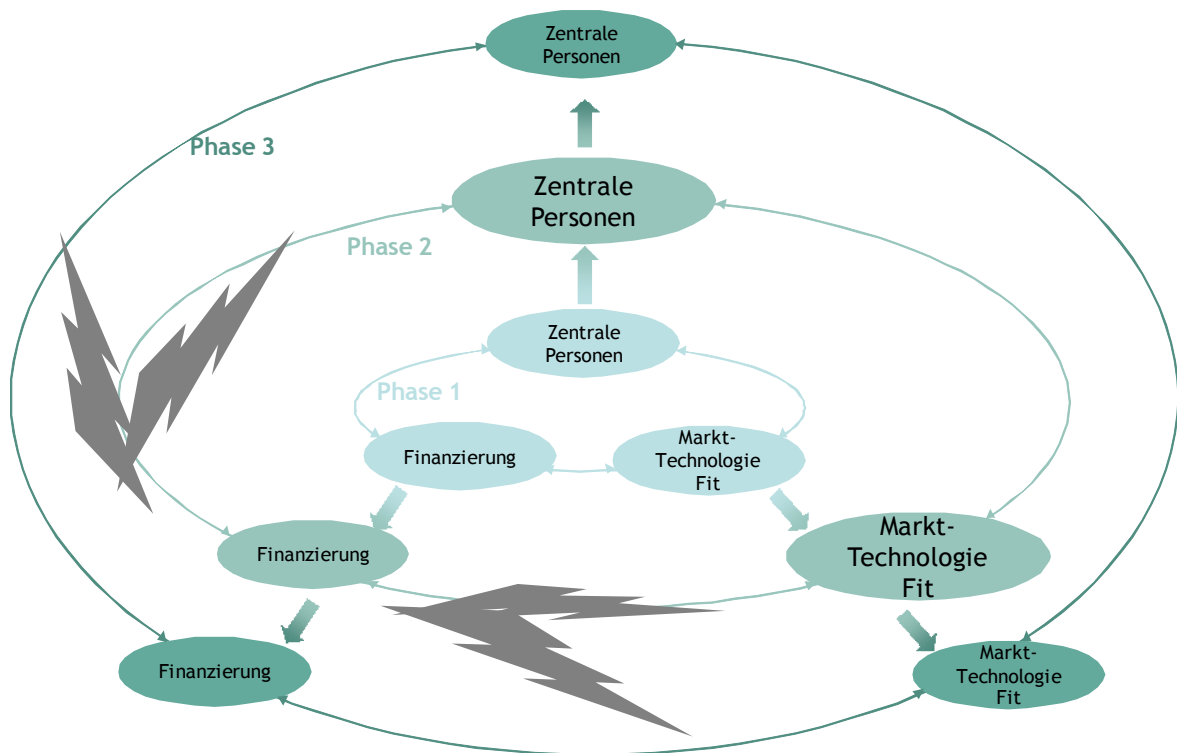 Zentrale
Personen
Phase 3
Zentrale
Personen
Phase 2
Zentrale
Personen
Phase 1
Finanzierung
Markt-
Technologie
Fit
Finanzierung
Markt-
Technologie
Fit
Finanzierung
Markt-
Technologie
Fit